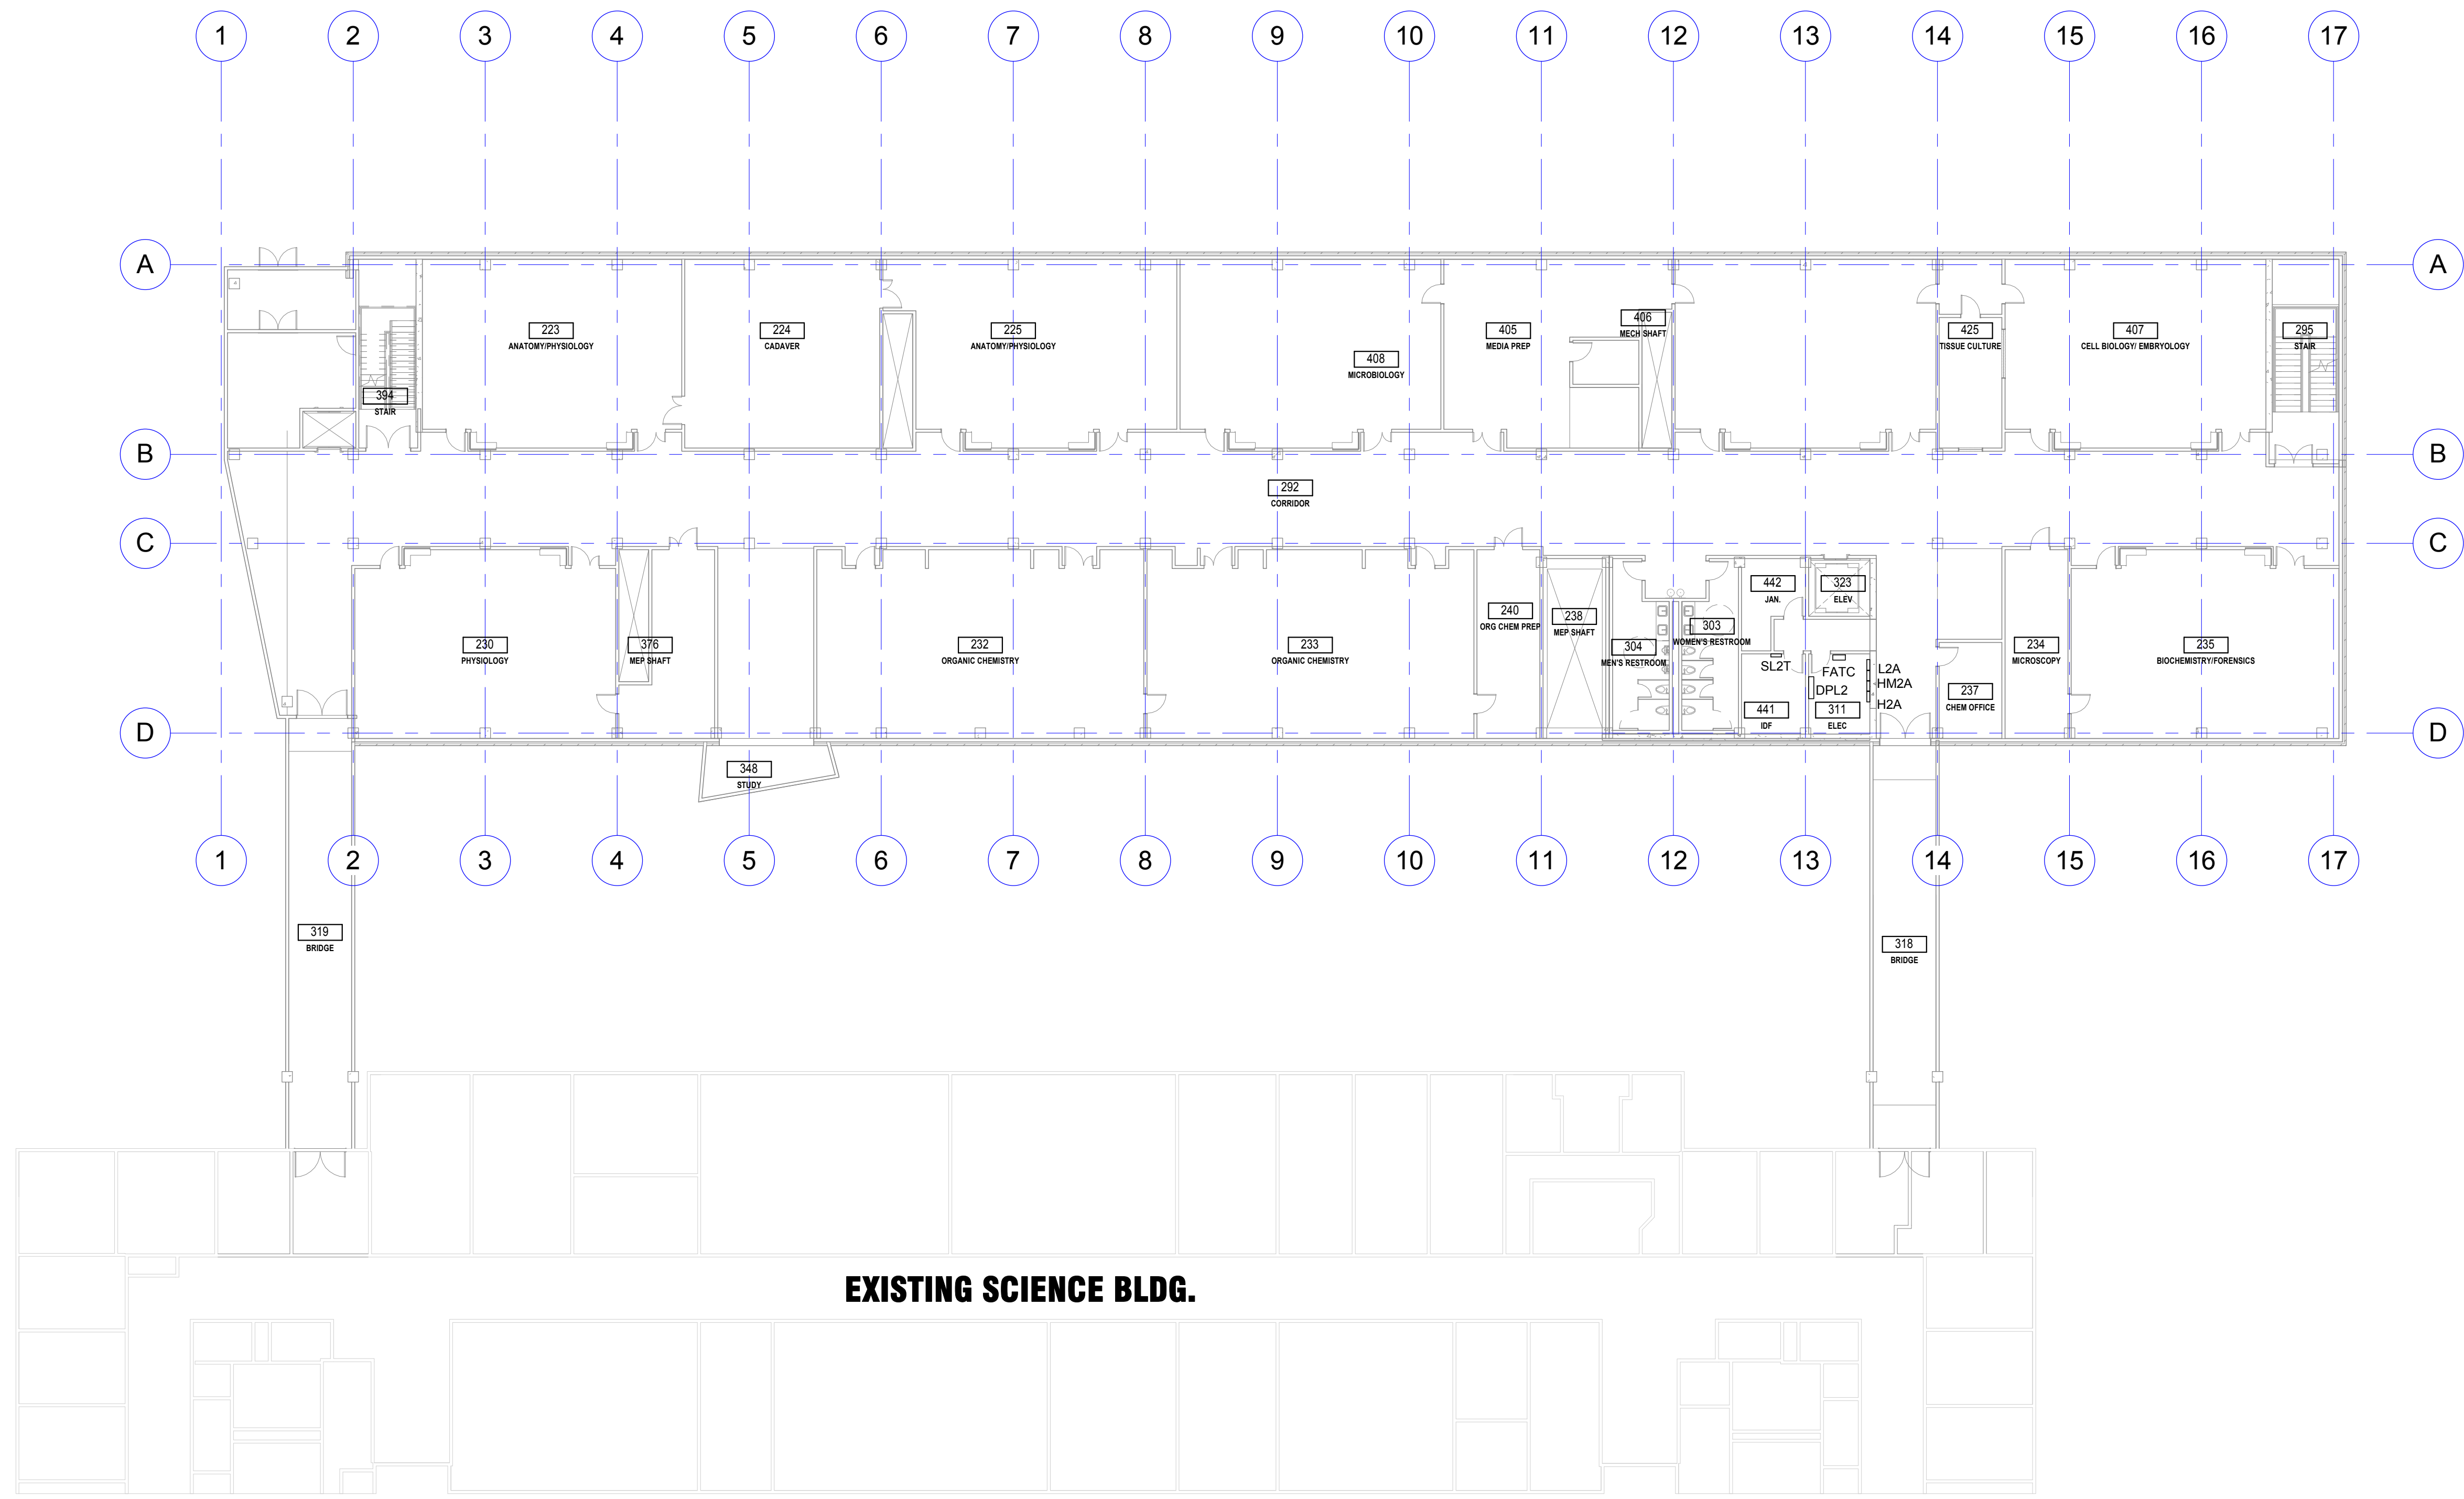 1 2 3 4 5 6 7 8 9 10 11 12 13 14 15 16 17
A A
223
ANATOMY/PHYSIOLOGY
224
CADAVER
225
ANATOMY/PHYSIOLOGY
408
MICROBIOLOGY
405
MEDIA PREP
406
MECH SHAFT
425
TISSUE CULTURE
407
CELL BIOLOGY/ EMBRYOLOGY
295
STAIR
394
STAIR
B B
292
CORRIDOR
C C
230
PHYSIOLOGY
376
MEP SHAFT
232
ORGANIC CHEMISTRY
233
ORGANIC CHEMISTRY
240
ORG CHEM PREP
238
MEP SHAFT
304
MEN'S RESTROOM
303
WOMEN'S RESTROOM
442
JAN.
323
ELEV
SL2T
FATC
DPL2
L2A
HM2A
H2A
441
IDF
311
ELEC
237
CHEM OFFICE
234
MICROSCOPY
235
BIOCHEMISTRY/FORENSICS
D D
348
STUDY
1 2 3 4 5 6 7 8 9 10 11 12 13 14 15 16 17
319
BRIDGE
318
BRIDGE
EXISTING SCIENCE BLDG.